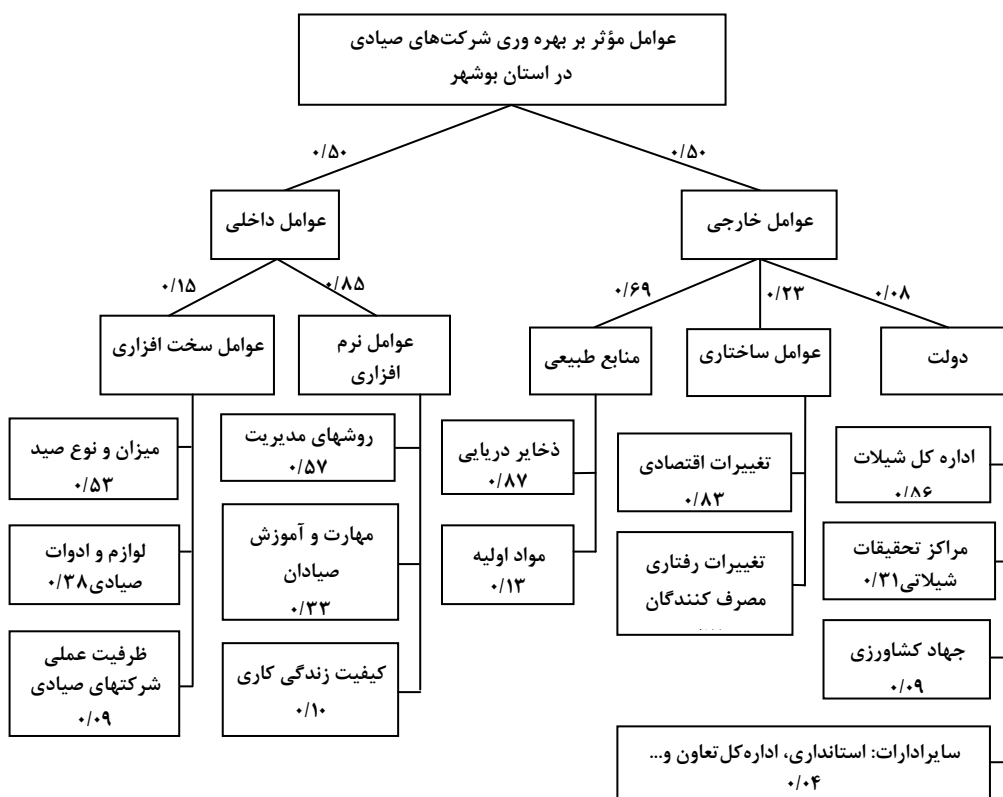 عوامل مؤثر بر بهره وری شرکت‌های صیادی
در استان بوشهر
۰/۵۰
۰/۵۰
عوامل خارجی
عوامل داخلی
۰/۰۸
۰/۲۳
۰/۶۹
۰/۸۵
۰/۱۵
دولت
عوامل ساختاری
منابع طبیعی
عوامل نرم
افزاری
عوامل سخت افزاری
اداره کل شیلات
۰/۸۶
مراکز تحقیقات
شیلاتی۰/۳۱
جهاد کشاورزی
۰/۰۹
سایرادارات: استانداری، اداره‌کل‌تعاون و...
۰/۰۴
تغییرات اقتصادی
۰/۸۳
تغییرات رفتاری
مصرف کنندگان
ذخایر دریایی
۰/۸۷
مواد اولیه
۰/۱۳
روشهای مدیریت
۰/۵۷
مهارت و آموزش
صیادان
۰/۳۳
کیفیت زندگی کاری
۰/۱۰
میزان و نوع صید
۰/۵۳
لوازم و ادوات
صیادی۰/۳۸
ظرفیت عملی
شرکتهای صیادی
۰/۰۹